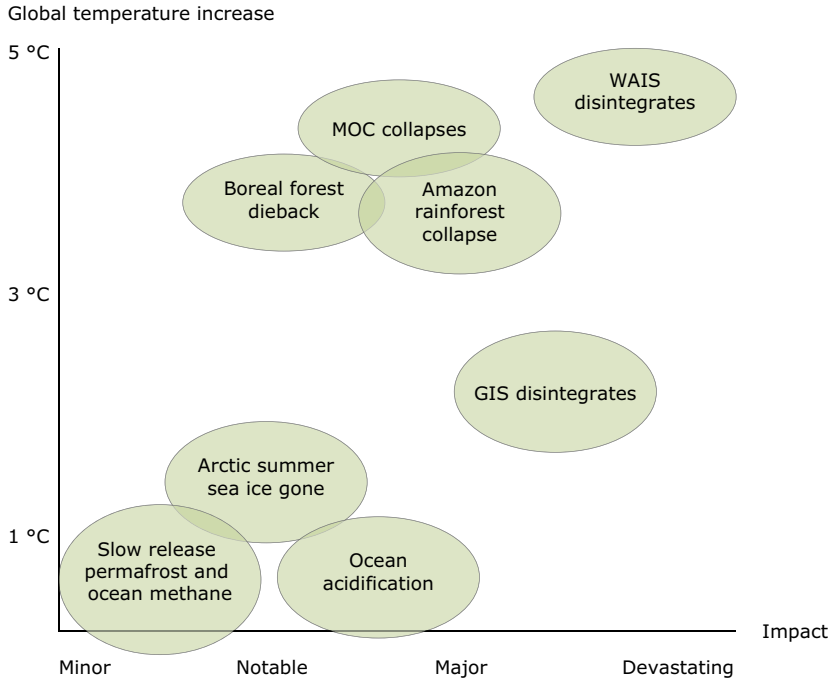 Global temperature increase
5 °C
WAIS
disintegrates
MOC collapses
Boreal forest
dieback
Amazon
rainforest
collapse
3 °C
GIS disintegrates
Arctic summer
sea ice gone
1 °C
Slow release
permafrost and
ocean methane
Ocean
acidification
Impact
Minor
Notable
Major
Devastating